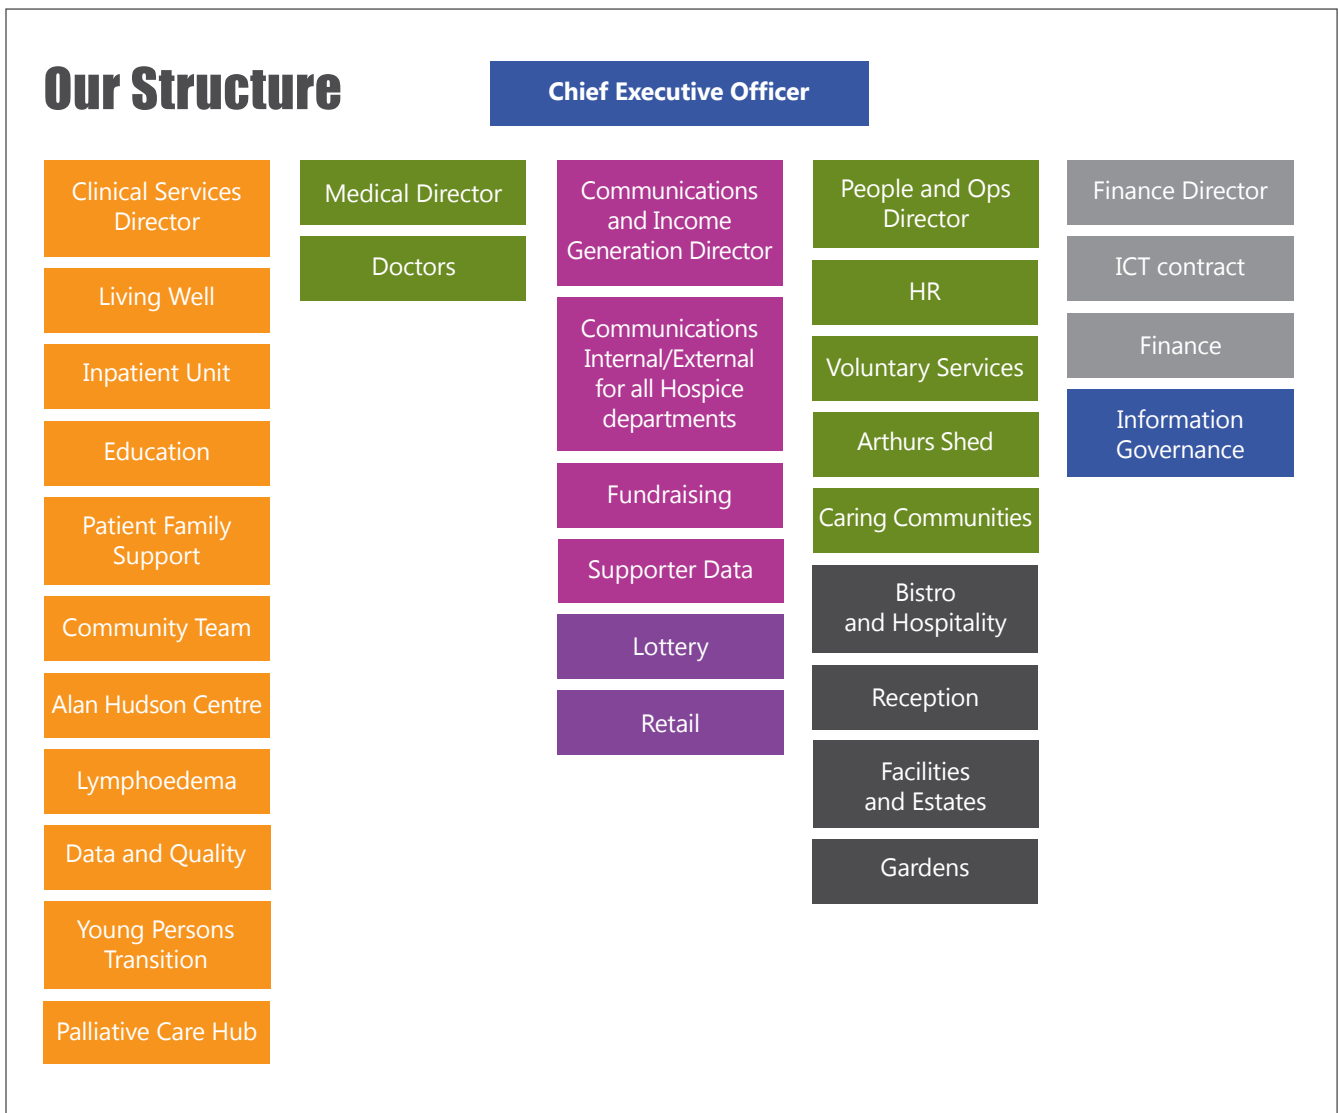 Our Structure
Chief Executive Officer
Clinical Services
Director
Living Well
Inpatient Unit
Education
Patient Family
Support
Community Team
Alan Hudson Centre
Lymphoedema
Data and Quality
Young Persons
Transition
Palliative Care Hub
Medical Director
Doctors
Communications
and Income
Generation Director
Communications
Internal/External
for all Hospice
departments
Fundraising
Supporter Data
Lottery
Retail
People and Ops
Director
HR
Voluntary Services
Arthurs Shed
Caring Communities
Bistro
and Hospitality
Reception
Facilities
and Estates
Gardens
Finance Director
ICT contract
Finance
Information
Governance